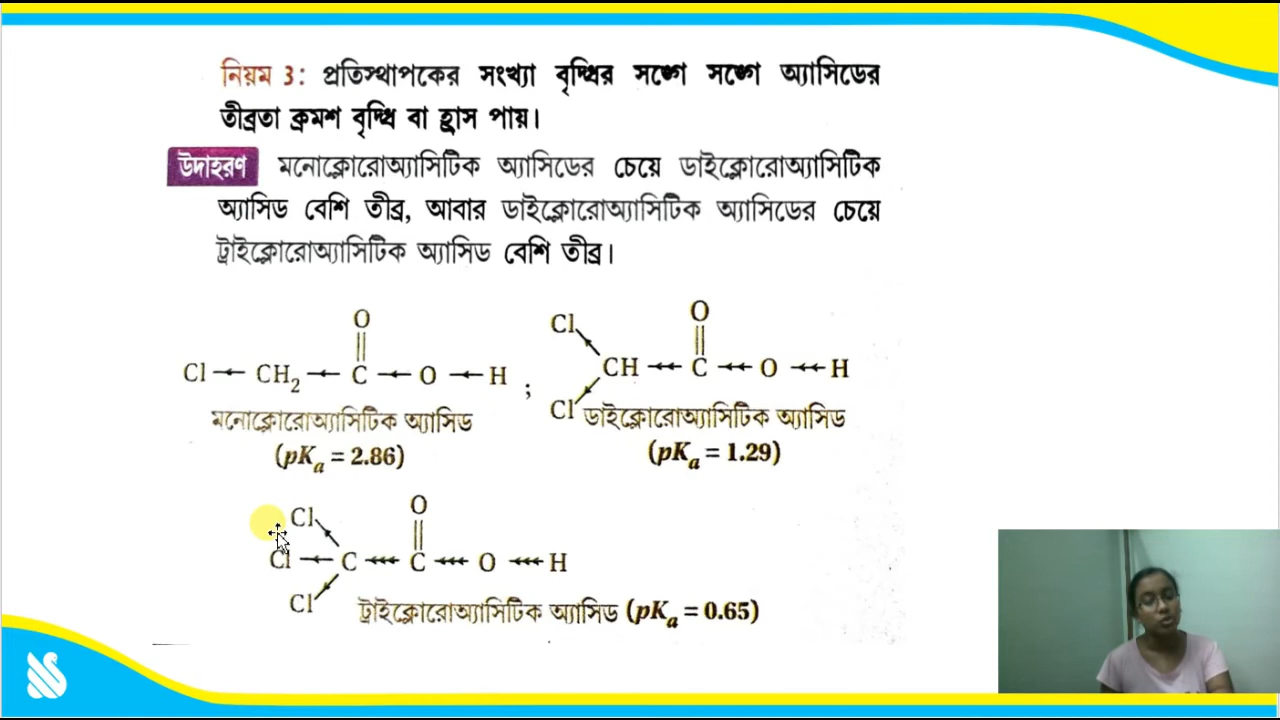 নিয়ম 3: প্রতিস্থাপকের সংখ্যা বৃদ্ধির সঙ্গে সঙ্গে অ্যাসিডের
তীব্রতা ক্রমশ বৃদ্ধি বা হ্রাস পায়।
উদাহরণ মনোক্লোরোঅ্যাসিটিক অ্যাসিডের চেয়ে ডাইক্লোরোঅ্যাসিটিক
অ্যাসিড বেশি তীব্র, আবার ডাইক্লোরোঅ্যাসিটিক অ্যাসিডের চেয়ে
ট্রাইক্লোরোঅ্যাসিটিক অ্যাসিড বেশি তীব্র।
O
Cl ← CH₂ ← C ← O ← H ;
মনোক্লোরোঅ্যাসিটিক অ্যাসিড
(pKₐ = 2.86)
Cl O
CH C O H
Cl ডাইক্লোরোঅ্যাসিটিক অ্যাসিড
(pKₐ = 1.29)
Cl O
Cl C C O H
Cl ট্রাইক্লোরোঅ্যাসিটিক অ্যাসিড (pKₐ = 0.65)